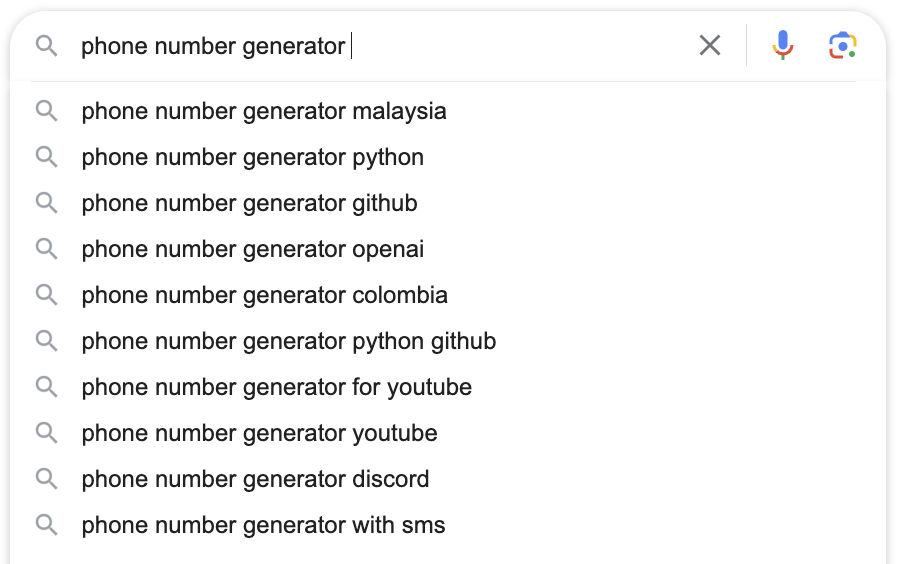 phone number generator
phone number generator malaysia
phone number generator python
phone number generator github
phone number generator openai
phone number generator colombia
phone number generator python github
phone number generator for youtube
phone number generator youtube
phone number generator discord
phone number generator with sms